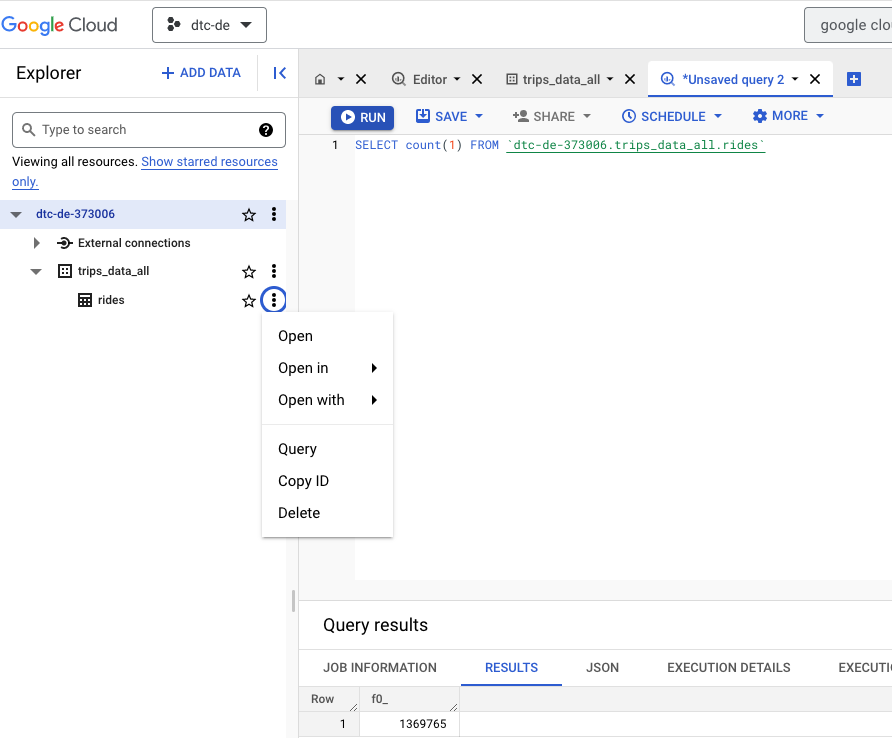 Google Cloud
dtc-de
google clo
Explorer
+ ADD DATA
Editor
trips_data_all
*Unsaved query 2
Type to search
RUN
SAVE
SHARE
SCHEDULE
MORE
Viewing all resources. Show starred resources
only.
1 SELECT count(1) FROM `dtc-de-373006.trips_data_all.rides`
dtc-de-373006
External connections
trips_data_all
rides
Open
Open in
Open with
Query
Copy ID
Delete
Query results
JOB INFORMATION
RESULTS
JSON
EXECUTION DETAILS
EXECUTI
Row
f0_
1
1369765